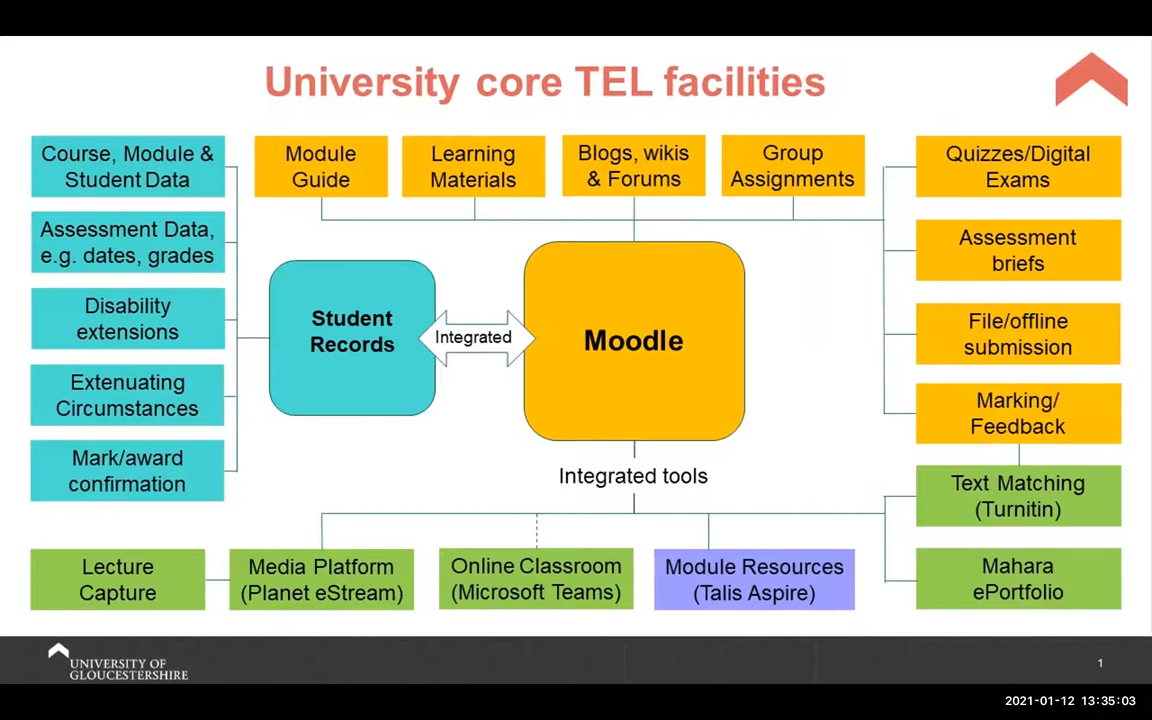 University core TEL facilities
Course, Module &
Student Data
Module
Guide
Learning
Materials
Blogs, wikis
& Forums
Group
Assignments
Quizzes/Digital
Exams
Assessment Data,
e.g. dates, grades
Assessment
briefs
Disability
extensions
Student
Records
Integrated
Moodle
File/offline
submission
Extenuating
Circumstances
Marking/
Feedback
Mark/award
confirmation
Integrated tools
Text Matching
(Turnitin)
Lecture
Capture
Media Platform
(Planet eStream)
Online Classroom
(Microsoft Teams)
Module Resources
(Talis Aspire)
Mahara
ePortfolio
UNIVERSITY OF
GLOUCESTERSHIRE
1
2021-01-12 13:35:03